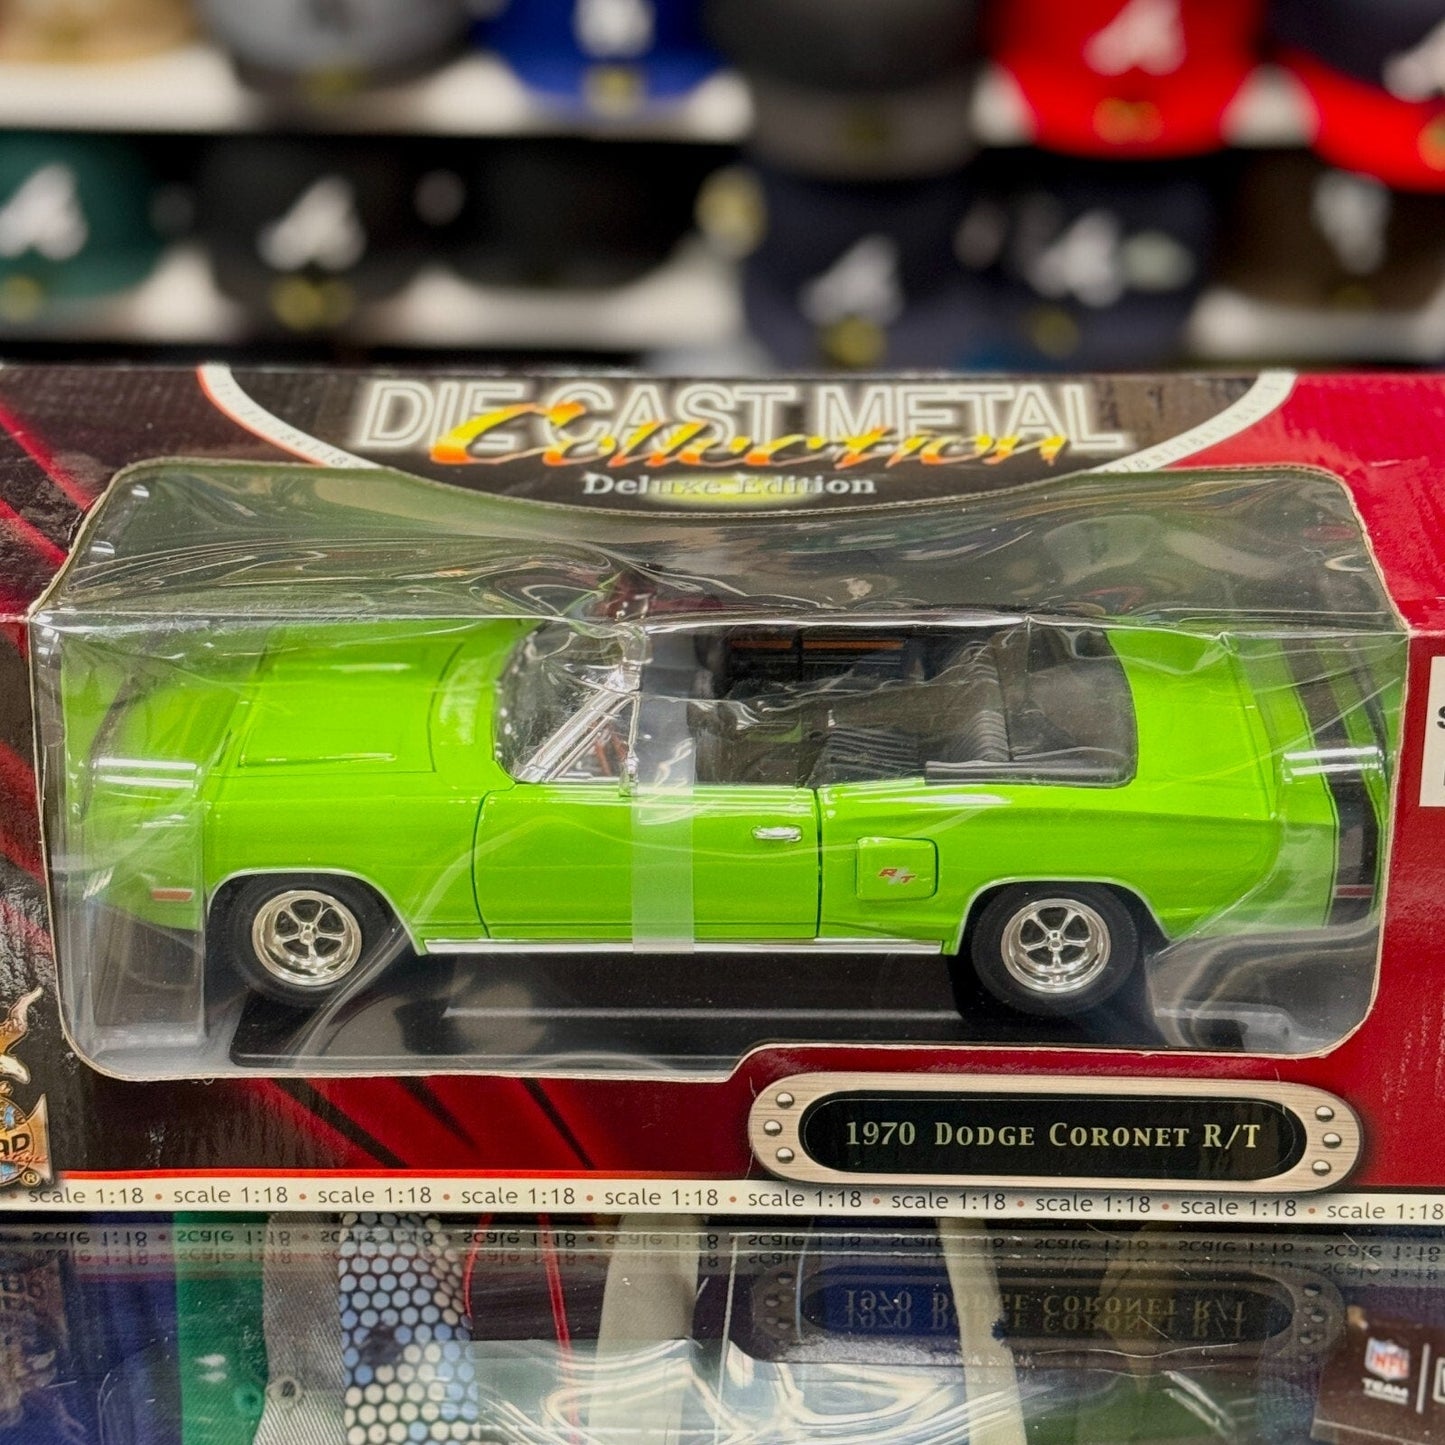 DIE CAST METAL
Collection
Deluxe Edition
R/T
1970 DODGE CORONET R/T
scale 1:18 • scale 1:18 • scale 1:18 • scale 1:18 • scale 1:18 • scale 1:18 • scale 1:18 • scale 1:18 • scale 1:18 • scale 1:18
NFL
TEAM